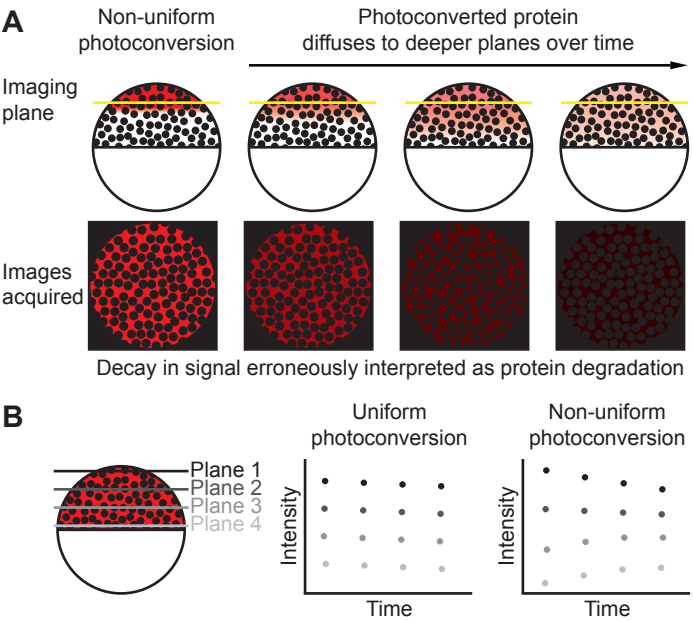 A
Non-uniform
photoconversion
Photoconverted protein
diffuses to deeper planes over time
Imaging
plane
Images
acquired
Decay in signal erroneously interpreted as protein degradation
B
Plane 1
Plane 2
Plane 3
Plane 4
Uniform
photoconversion
Intensity
Time
Non-uniform
photoconversion
Intensity
Time